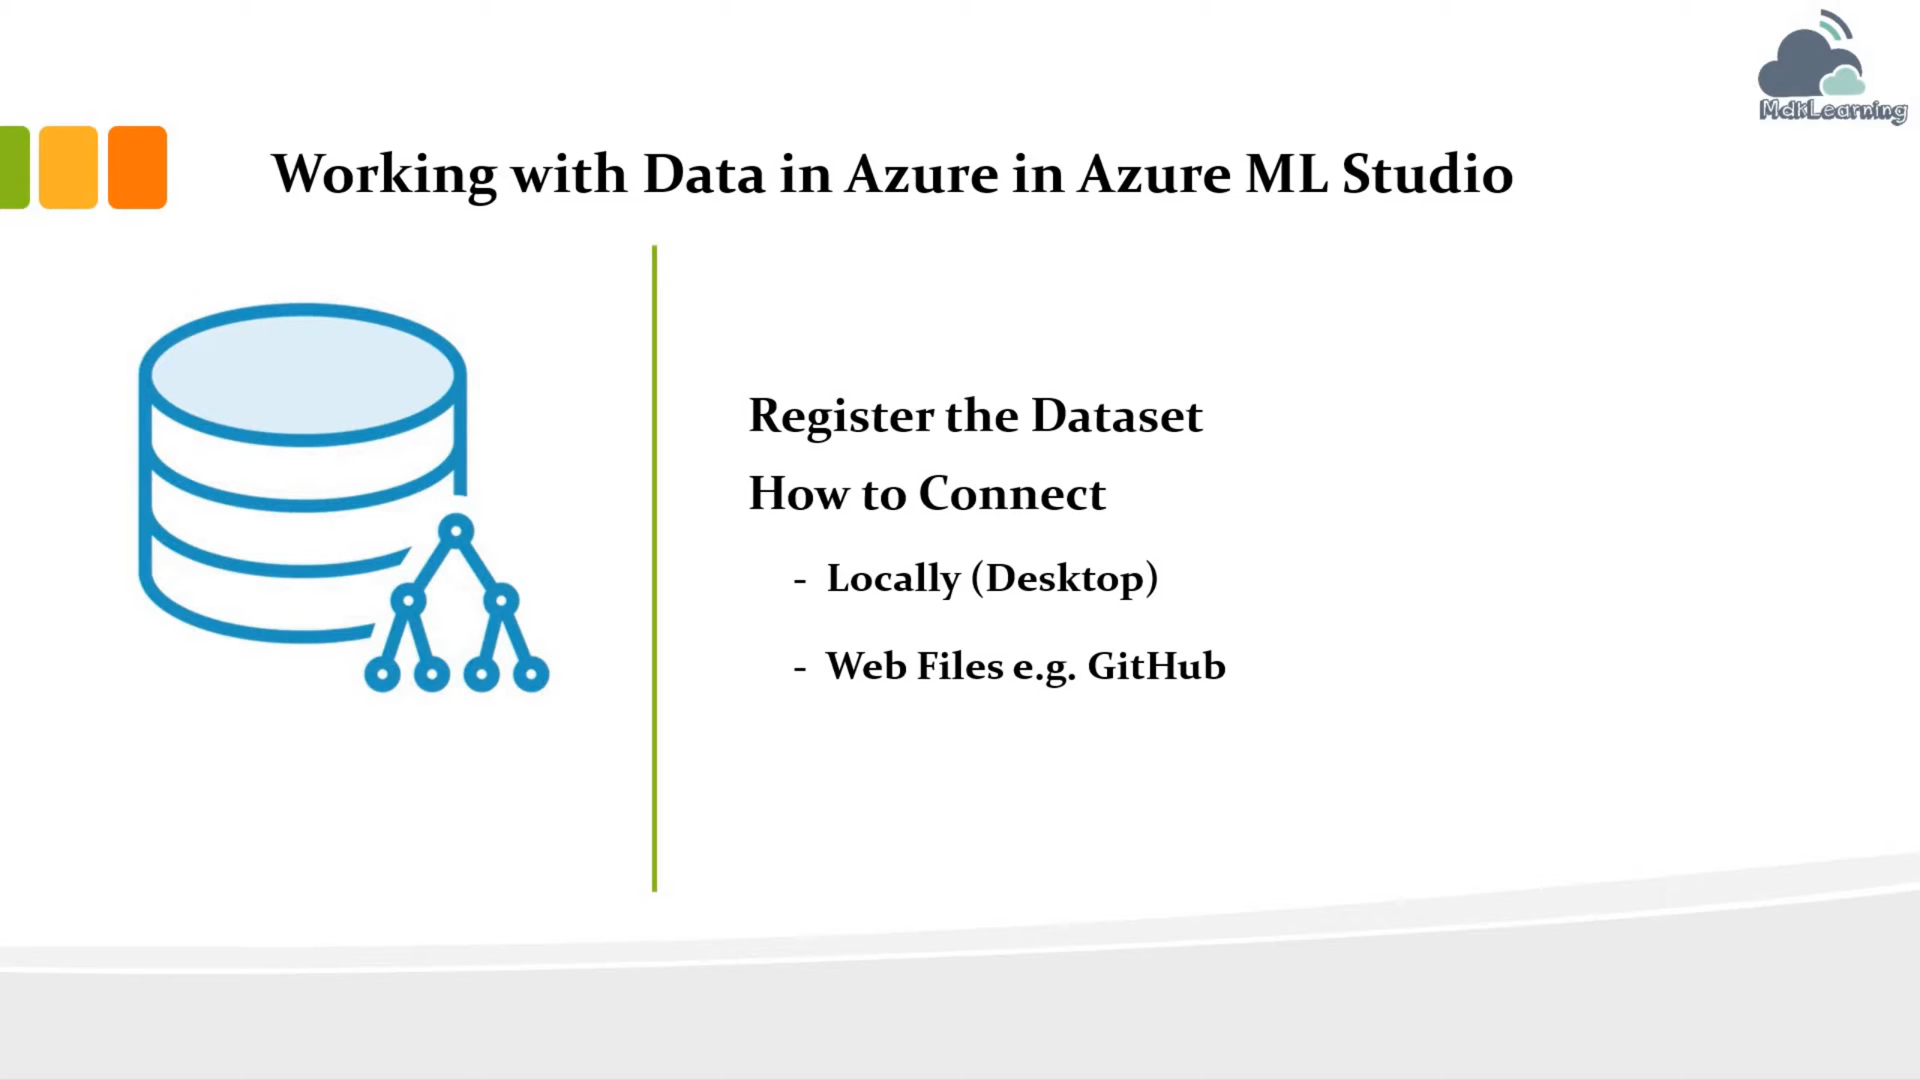 MdkLearning
Working with Data in Azure in Azure ML Studio
Register the Dataset
How to Connect
- Locally (Desktop)
- Web Files e.g. GitHub